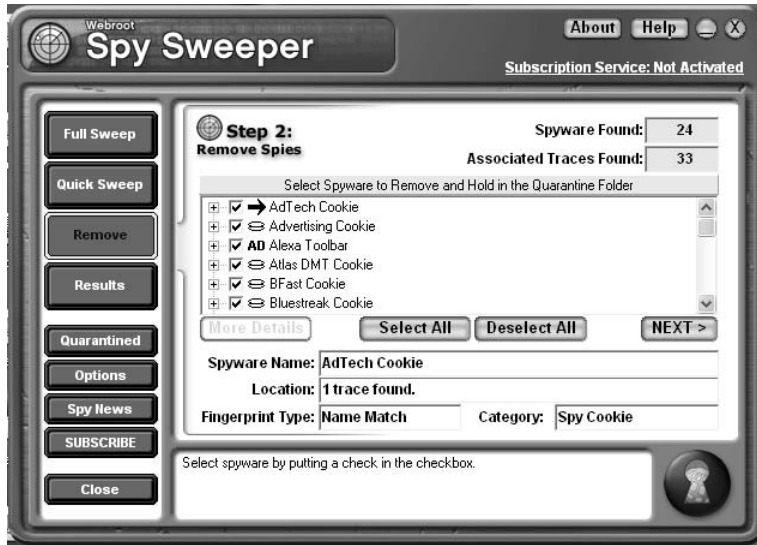 Webroot
Spy Sweeper
About Help X
Subscription Service: Not Activated
Full Sweep
Quick Sweep
Remove
Results
Quarantined
Options
Spy News
SUBSCRIBE
Close
Step 2:
Remove Spies
Spyware Found: 24
Associated Traces Found: 33
Select Spyware to Remove and Hold in the Quarantine Folder
AdTech Cookie
Advertising Cookie
AD Alexa Toolbar
Atlas DMT Cookie
BFast Cookie
Bluestreak Cookie
More Details Select All Deselect All NEXT >
Spyware Name: AdTech Cookie
Location: 1 trace found.
Fingerprint Type: Name Match Category: Spy Cookie
Select spyware by putting a check in the checkbox.